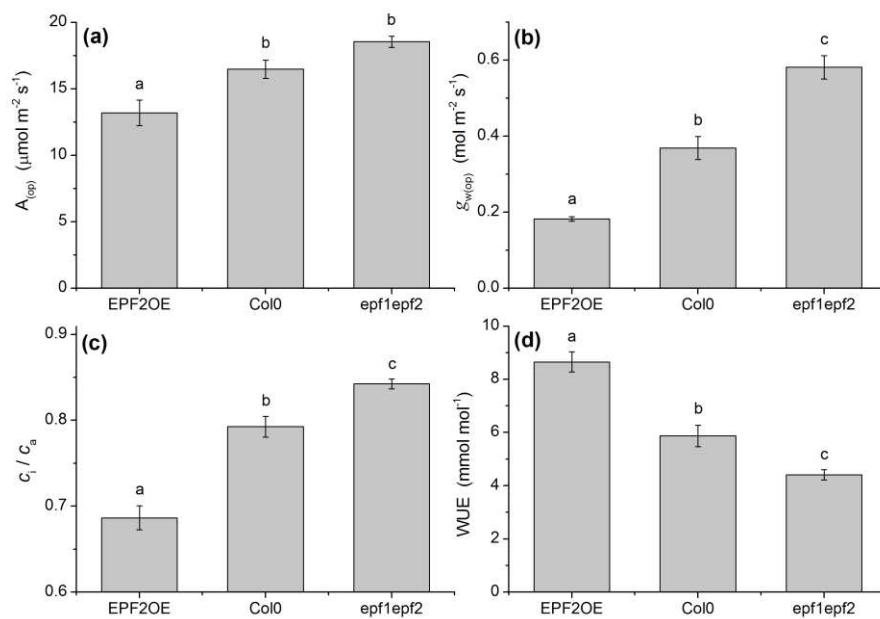 (a)
A(op) (μmol m⁻² s⁻¹)
20
15
10
5
0
a
b
b
EPF2OE Col0 epf1epf2
(b)
gw(op) (mol m⁻² s⁻¹)
0.6
0.4
0.2
0.0
a
b
c
EPF2OE Col0 epf1epf2
(c)
ci / ca
0.9
0.8
0.7
0.6
a
b
c
EPF2OE Col0 epf1epf2
(d)
WUE (mmol mol⁻¹)
10
8
6
4
2
0
a
b
c
EPF2OE Col0 epf1epf2